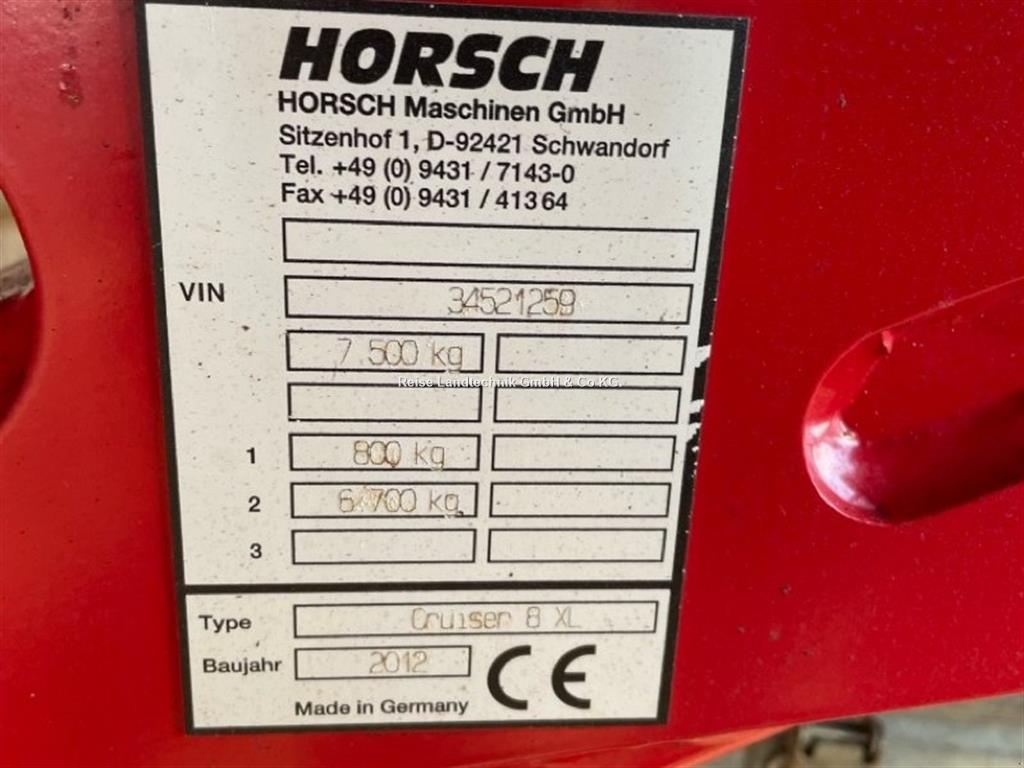 HORSCH
HORSCH Maschinen GmbH
Sitzenhof 1, D-92421 Schwandorf
Tel. +49 (0) 9431 / 7143-0
Fax +49 (0) 9431 / 41364
VIN 34521259
7.500 kg
Reise Landtechnik GmbH & Co KG.
1 800 kg
2 6.700 kg
3
Type Cruiser 8 XL
Baujahr 2012 CE
Made in Germany